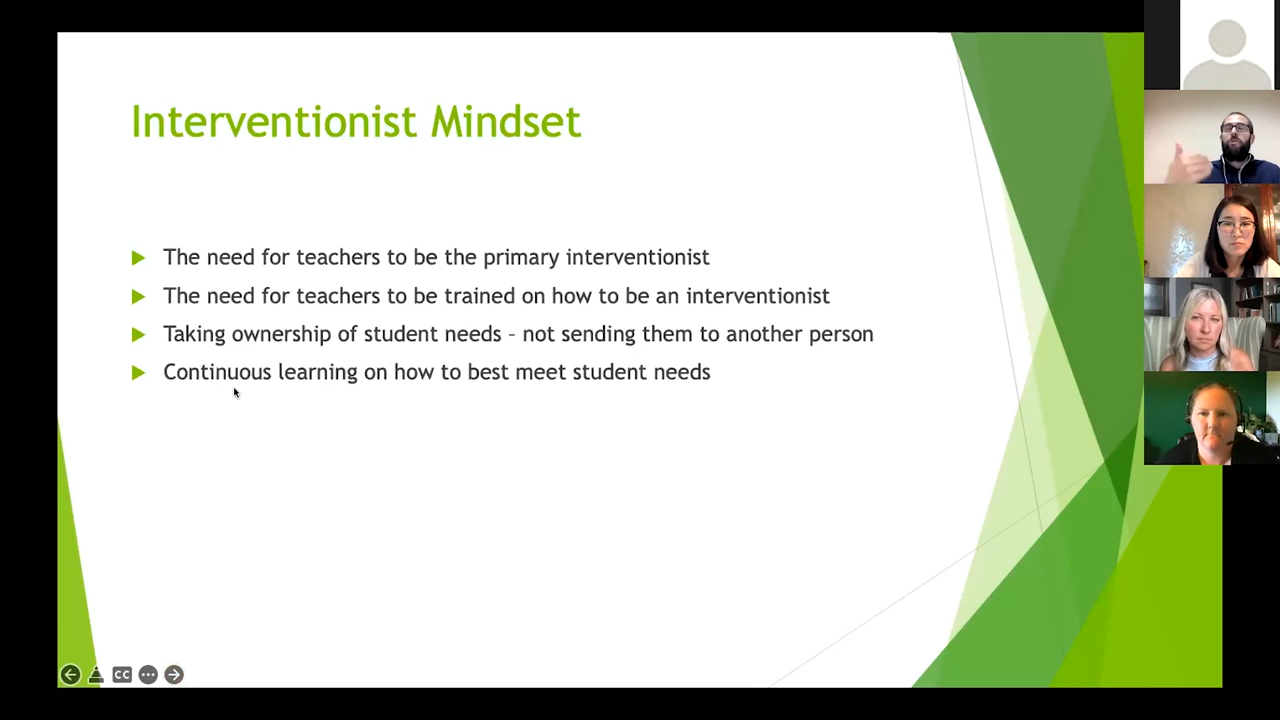 Interventionist Mindset
The need for teachers to be the primary interventionist
The need for teachers to be trained on how to be an interventionist
Taking ownership of student needs – not sending them to another person
Continuous learning on how to best meet student needs
CC